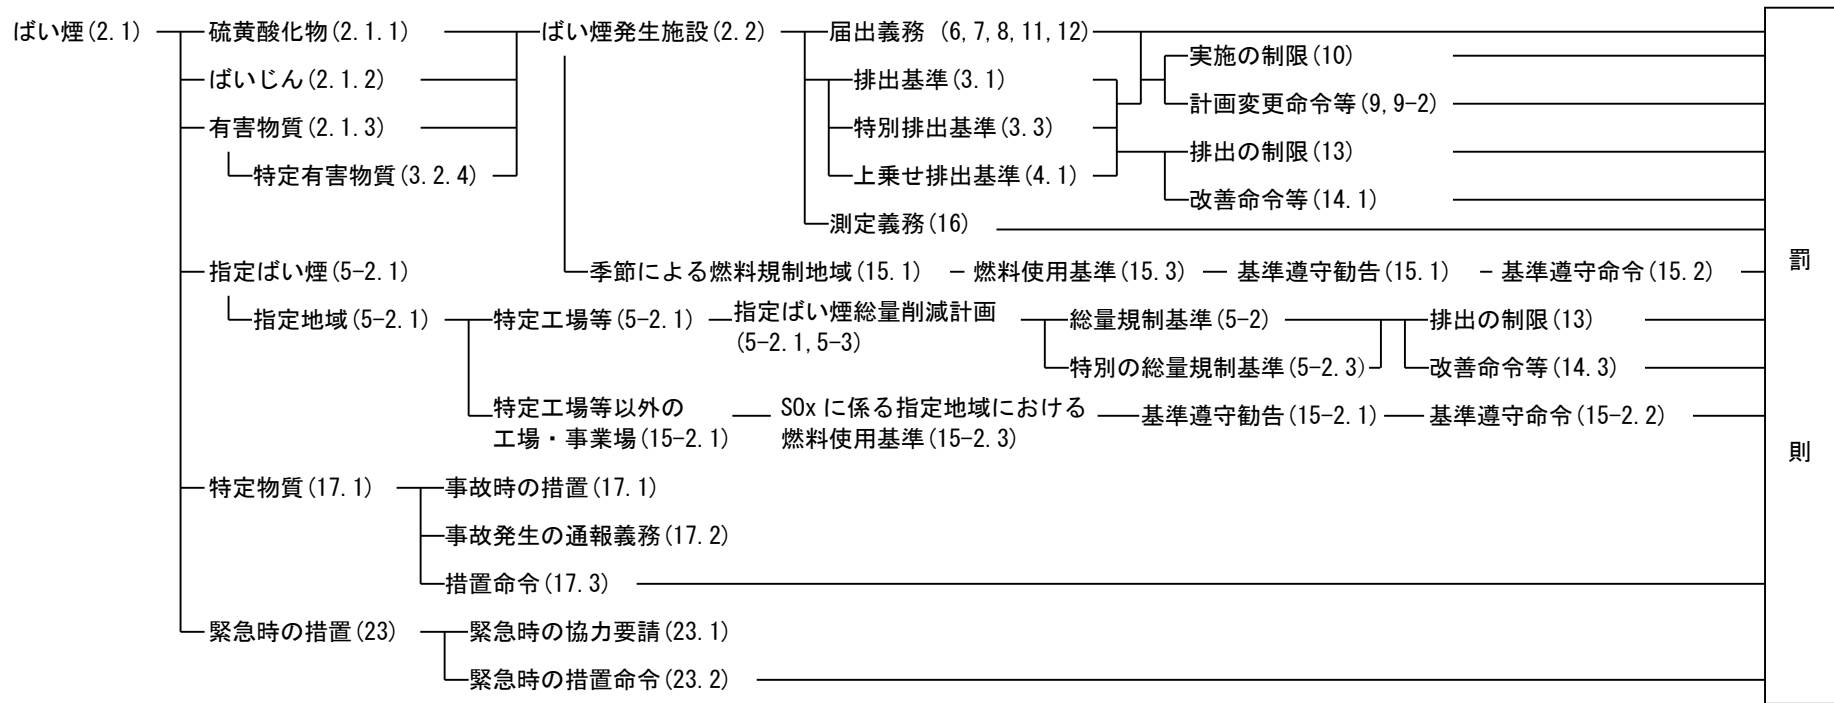 ばい煙(2.1) 硫黄酸化物(2.1.1) ばい煙発生施設(2.2) 届出義務 (6,7,8,11,12)
実施の制限(10)
ばいじん(2.1.2) 排出基準(3.1)
計画変更命令等(9,9-2)
有害物質(2.1.3) 特別排出基準(3.3)
排出の制限(13)
特定有害物質(3.2.4) 上乗せ排出基準(4.1)
改善命令等(14.1)
測定義務(16)
指定ばい煙(5-2.1) 季節による燃料規制地域(15.1) 燃料使用基準(15.3) 基準遵守勧告(15.1) 基準遵守命令(15.2)
指定地域(5-2.1) 特定工場等(5-2.1) 指定ばい煙総量削減計画 総量規制基準(5-2) 排出の制限(13)
(5-2.1,5-3)
特別の総量規制基準(5-2.3) 改善命令等(14.3)
特定工場等以外の SOxに係る指定地域における 基準遵守勧告(15-2.1) 基準遵守命令(15-2.2)
工場・事業場(15-2.1) 燃料使用基準(15-2.3)
特定物質(17.1) 事故時の措置(17.1)
事故発生の通報義務(17.2)
措置命令(17.3)
緊急時の措置(23) 緊急時の協力要請(23.1)
緊急時の措置命令(23.2)
罰
則